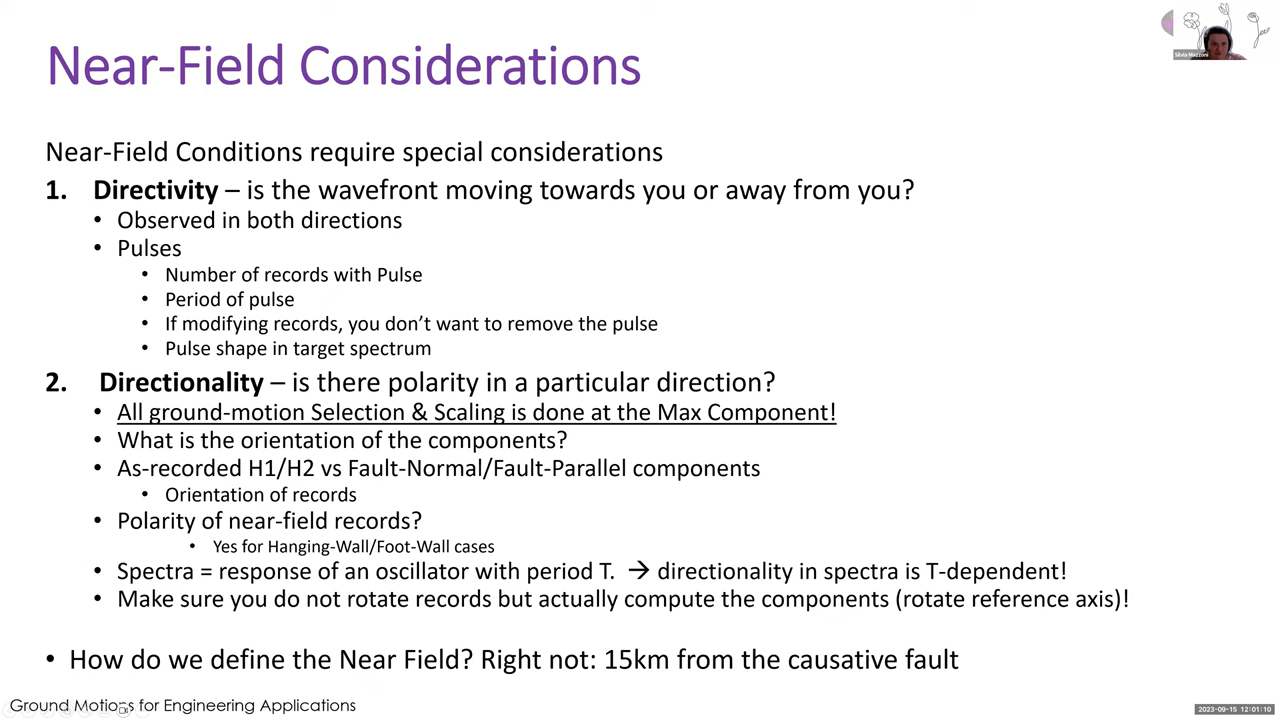 Near-Field Considerations
Silvia Mazzoni
Near-Field Conditions require special considerations
1. Directivity – is the wavefront moving towards you or away from you?
• Observed in both directions
• Pulses
• Number of records with Pulse
• Period of pulse
• If modifying records, you don't want to remove the pulse
• Pulse shape in target spectrum
2. Directionality – is there polarity in a particular direction?
• All ground-motion Selection & Scaling is done at the Max Component!
• What is the orientation of the components?
• As-recorded H1/H2 vs Fault-Normal/Fault-Parallel components
• Orientation of records
• Polarity of near-field records?
• Yes for Hanging-Wall/Foot-Wall cases
• Spectra = response of an oscillator with period T. → directionality in spectra is T-dependent!
• Make sure you do not rotate records but actually compute the components (rotate reference axis)!
• How do we define the Near Field? Right not: 15km from the causative fault
Ground Motions for Engineering Applications
2023-09-15 12:01:10